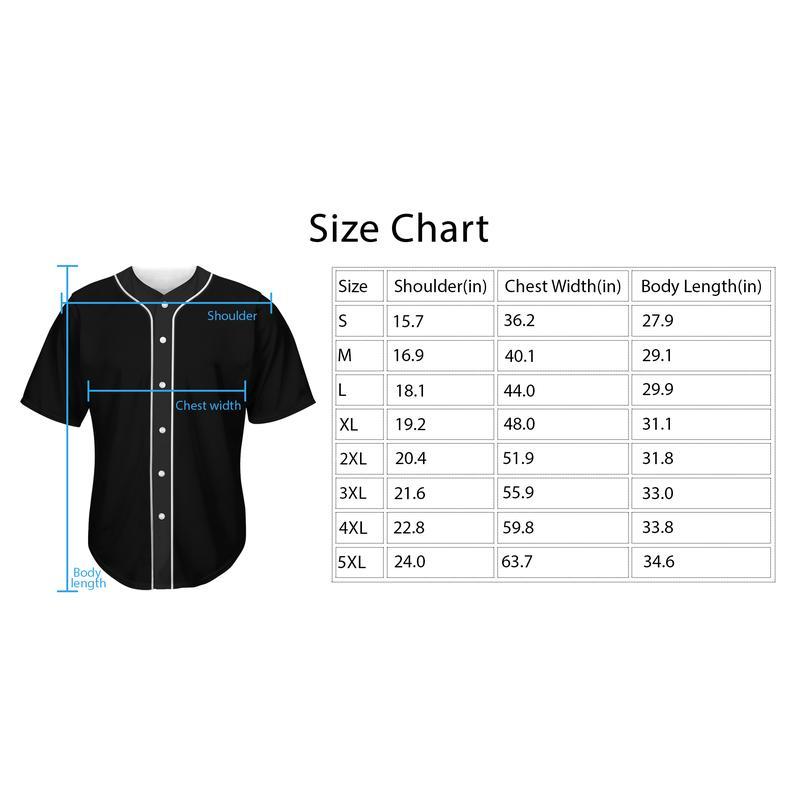 Size Chart
Shoulder
Chest width
Body
length
Size Shoulder(in) Chest Width(in) Body Length(in)
S 15.7 36.2 27.9
M 16.9 40.1 29.1
L 18.1 44.0 29.9
XL 19.2 48.0 31.1
2XL 20.4 51.9 31.8
3XL 21.6 55.9 33.0
4XL 22.8 59.8 33.8
5XL 24.0 63.7 34.6